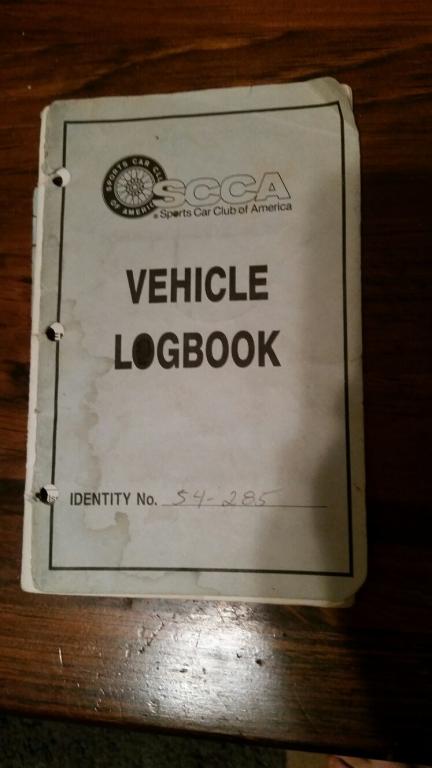 SPORTS CAR CLUB
OF AMERICA
SCCA
® Sports Car Club of America
VEHICLE
LOGBOOK
IDENTITY No. 54-285